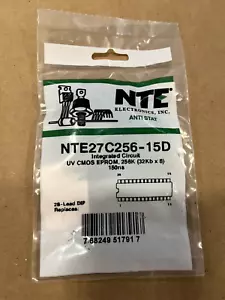 NTE®
ELECTRONICS, INC.
ANTI STAT
NTE27C256-15D
Integrated Circuit
UV CMOS EPROM, 256K (32Kb x 8)
150ns
28-Lead DIP
Replaces:
7 68249 51791 7